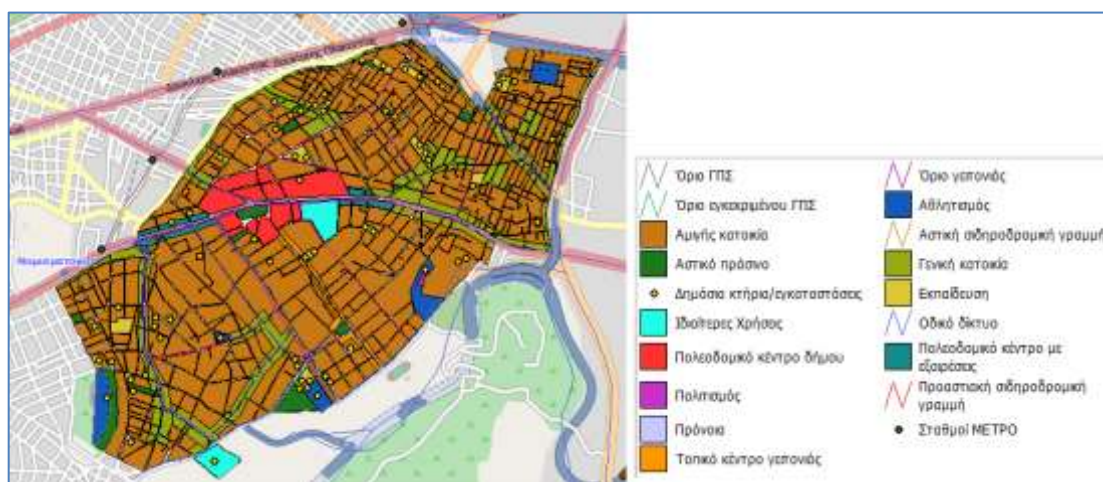 Όριο ΓΠΣ
Όριο εγκεκριμένου ΓΠΣ
Αμιγής κατοικία
Αστικό πράσινο
Δημόσια κτήρια/εγκαταστάσεις
Ιδιαίτερες Χρήσεις
Πολεοδομικό κέντρο δήμου
Πολιτισμός
Πρόνοια
Τοπικό κέντρο γειτονιάς
Όριο γειτονιάς
Αθλητισμός
Αστική σιδηροδρομική γραμμή
Γενική κατοικία
Εκπαίδευση
Οδικό δίκτυο
Πολεοδομικό κέντρο με
εξαιρέσεις
Προαστιακή σιδηροδρομική
γραμμή
Σταθμοί ΜΕΤΡΟ